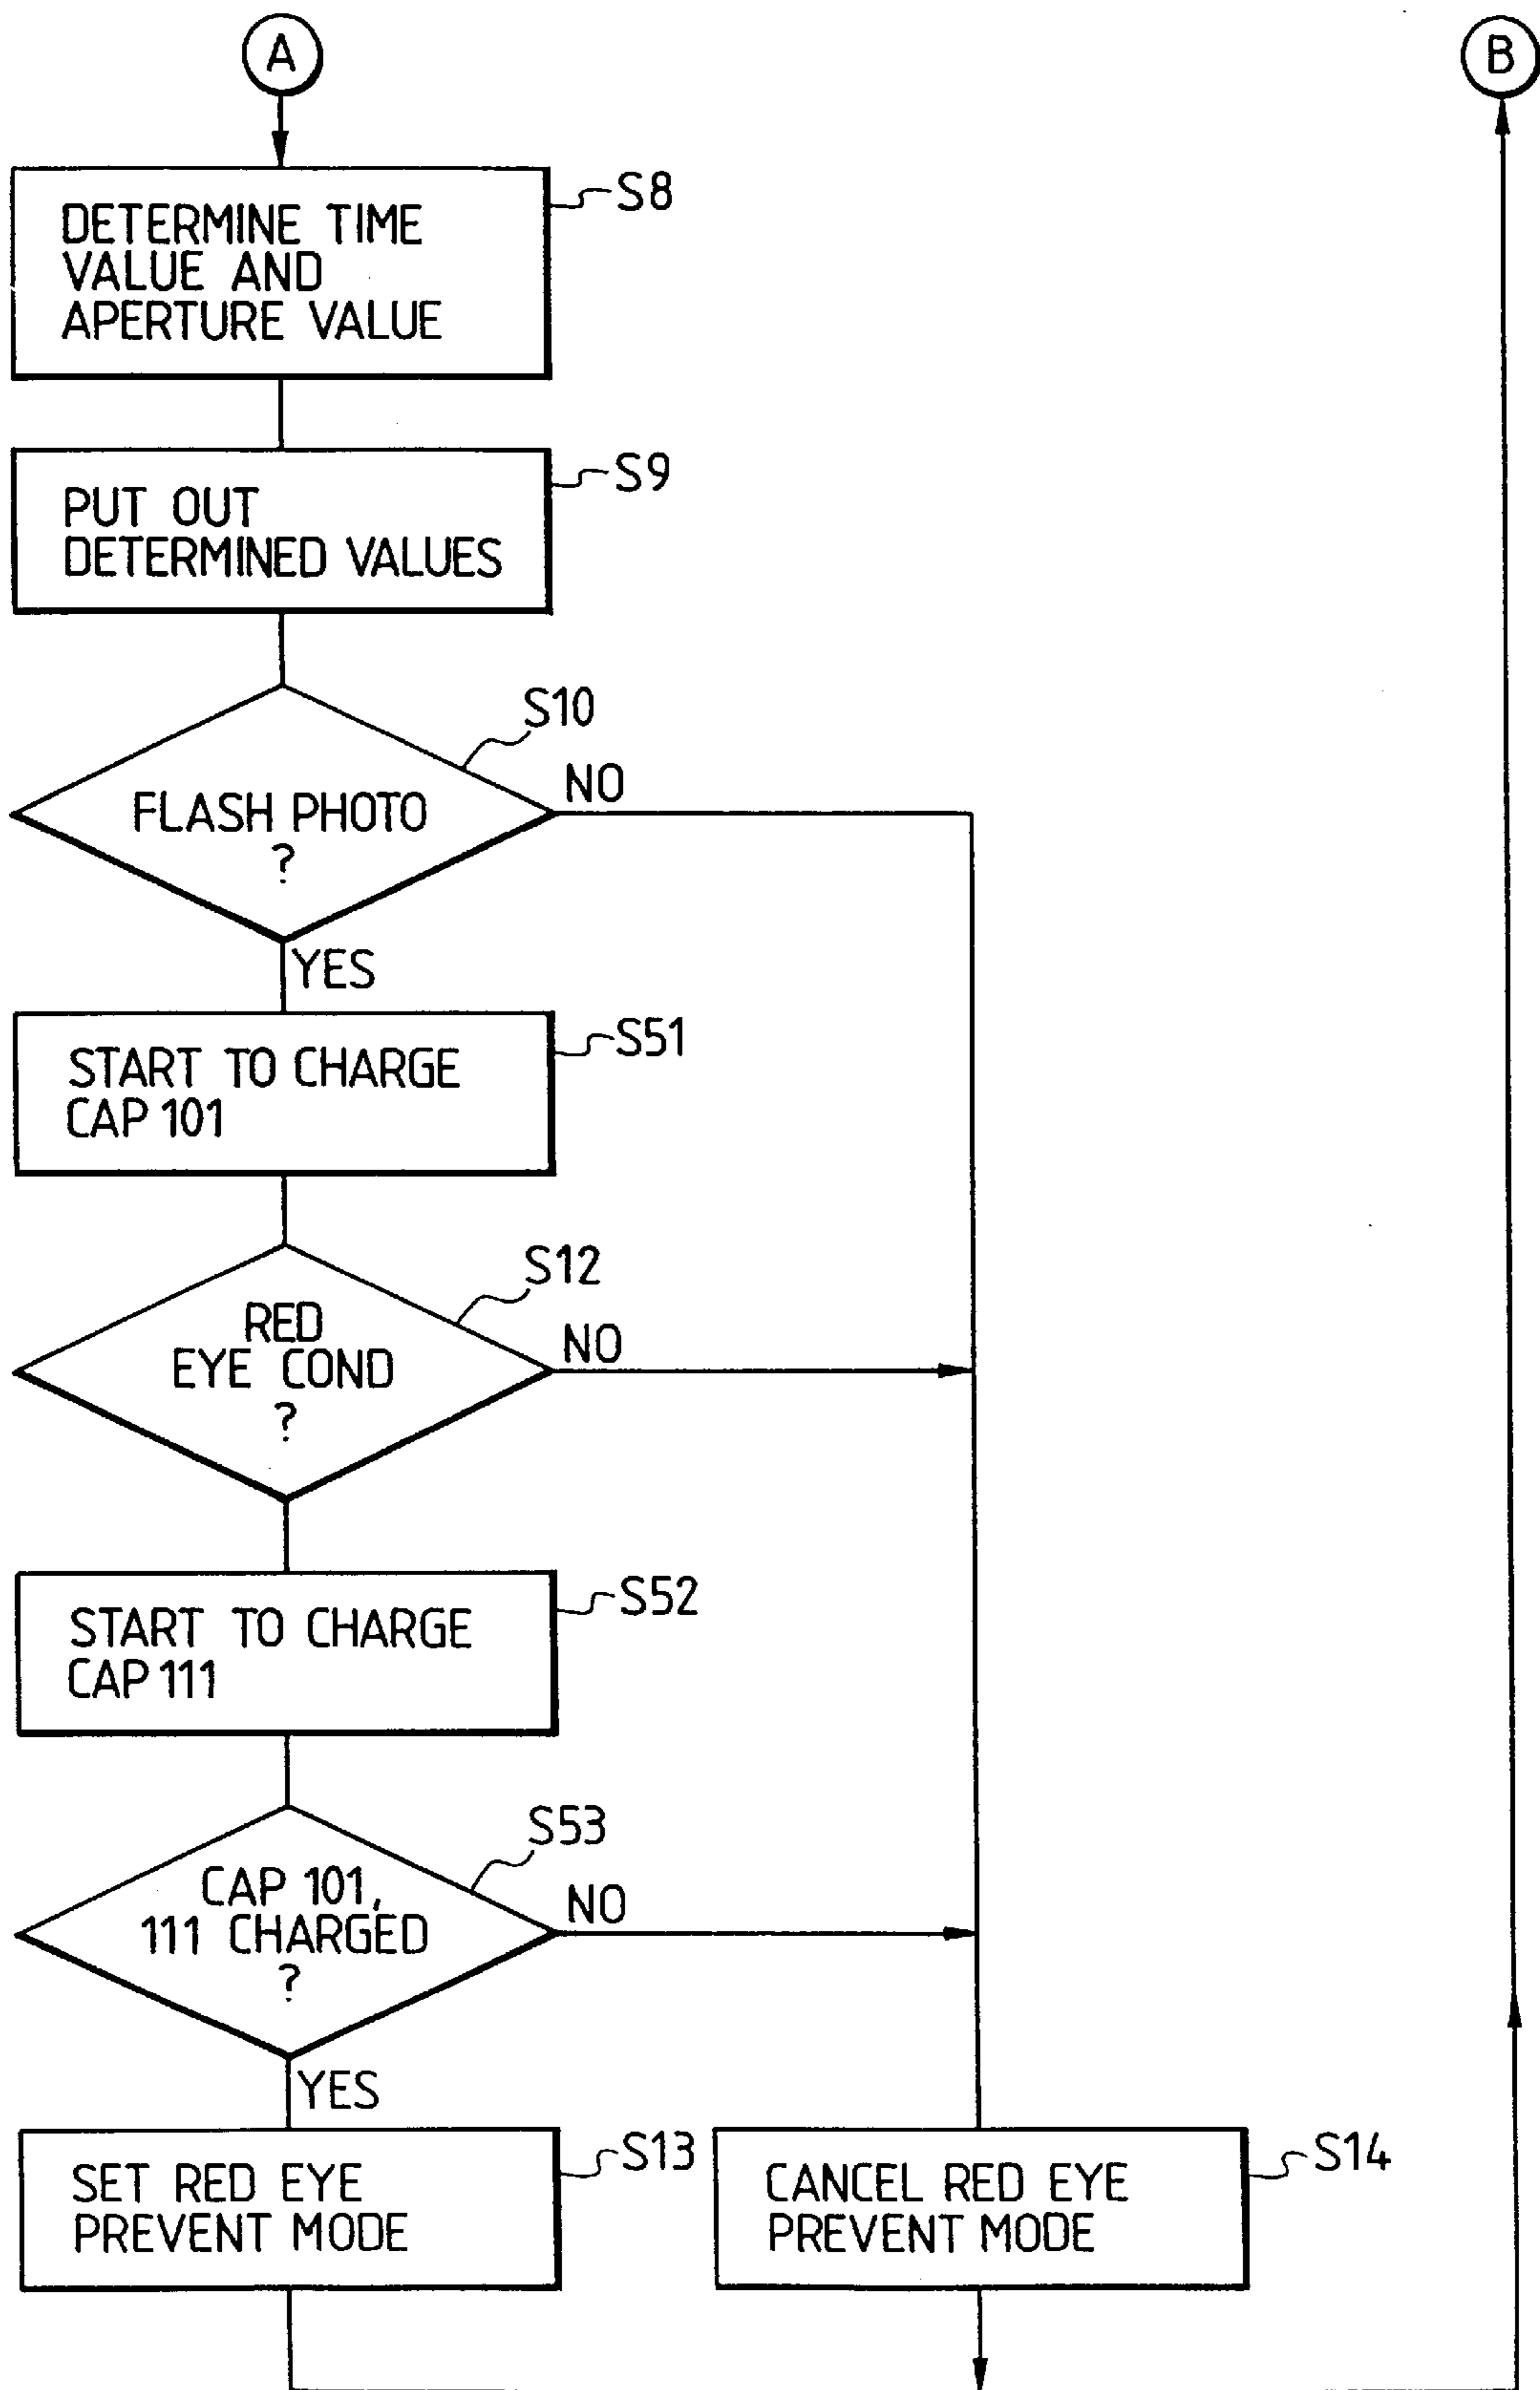 A
B
S8
DETERMINE TIME
VALUE AND
APERTURE VALUE
S9
PUT OUT
DETERMINED VALUES
S10
FLASH PHOTO
?
NO
YES
S51
START TO CHARGE
CAP 101
S12
RED
EYE COND
?
NO
S52
START TO CHARGE
CAP 111
S53
CAP 101,
111 CHARGED
?
NO
YES
S13
SET RED EYE
PREVENT MODE
S14
CANCEL RED EYE
PREVENT MODE